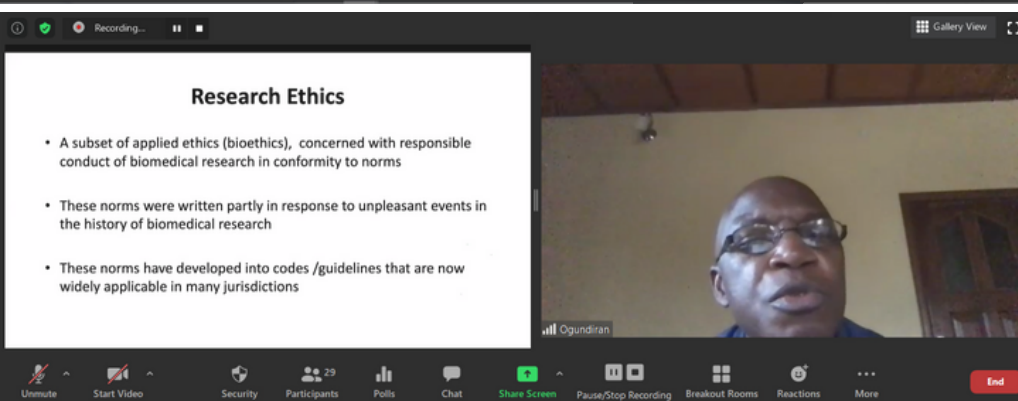 Recording...
Gallery View
Research Ethics
• A subset of applied ethics (bioethics), concerned with responsible
conduct of biomedical research in conformity to norms
• These norms were written partly in response to unpleasant events in
the history of biomedical research
• These norms have developed into codes /guidelines that are now
widely applicable in many jurisdictions
Ogundiran
Unmute
Start Video
Security
Participants
29
Polls
Chat
Share Screen
Pause/Stop Recording
Breakout Rooms
Reactions
More
End